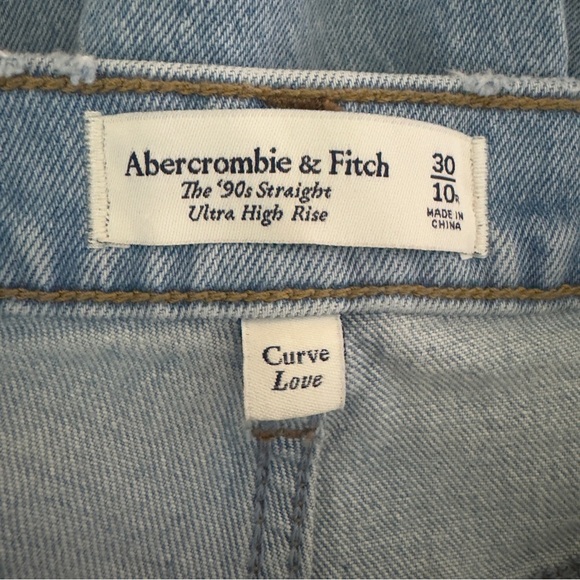 Abercrombie & Fitch
The '90s Straight
Ultra High Rise
30
10R
MADE IN
CHINA
Curve
Love